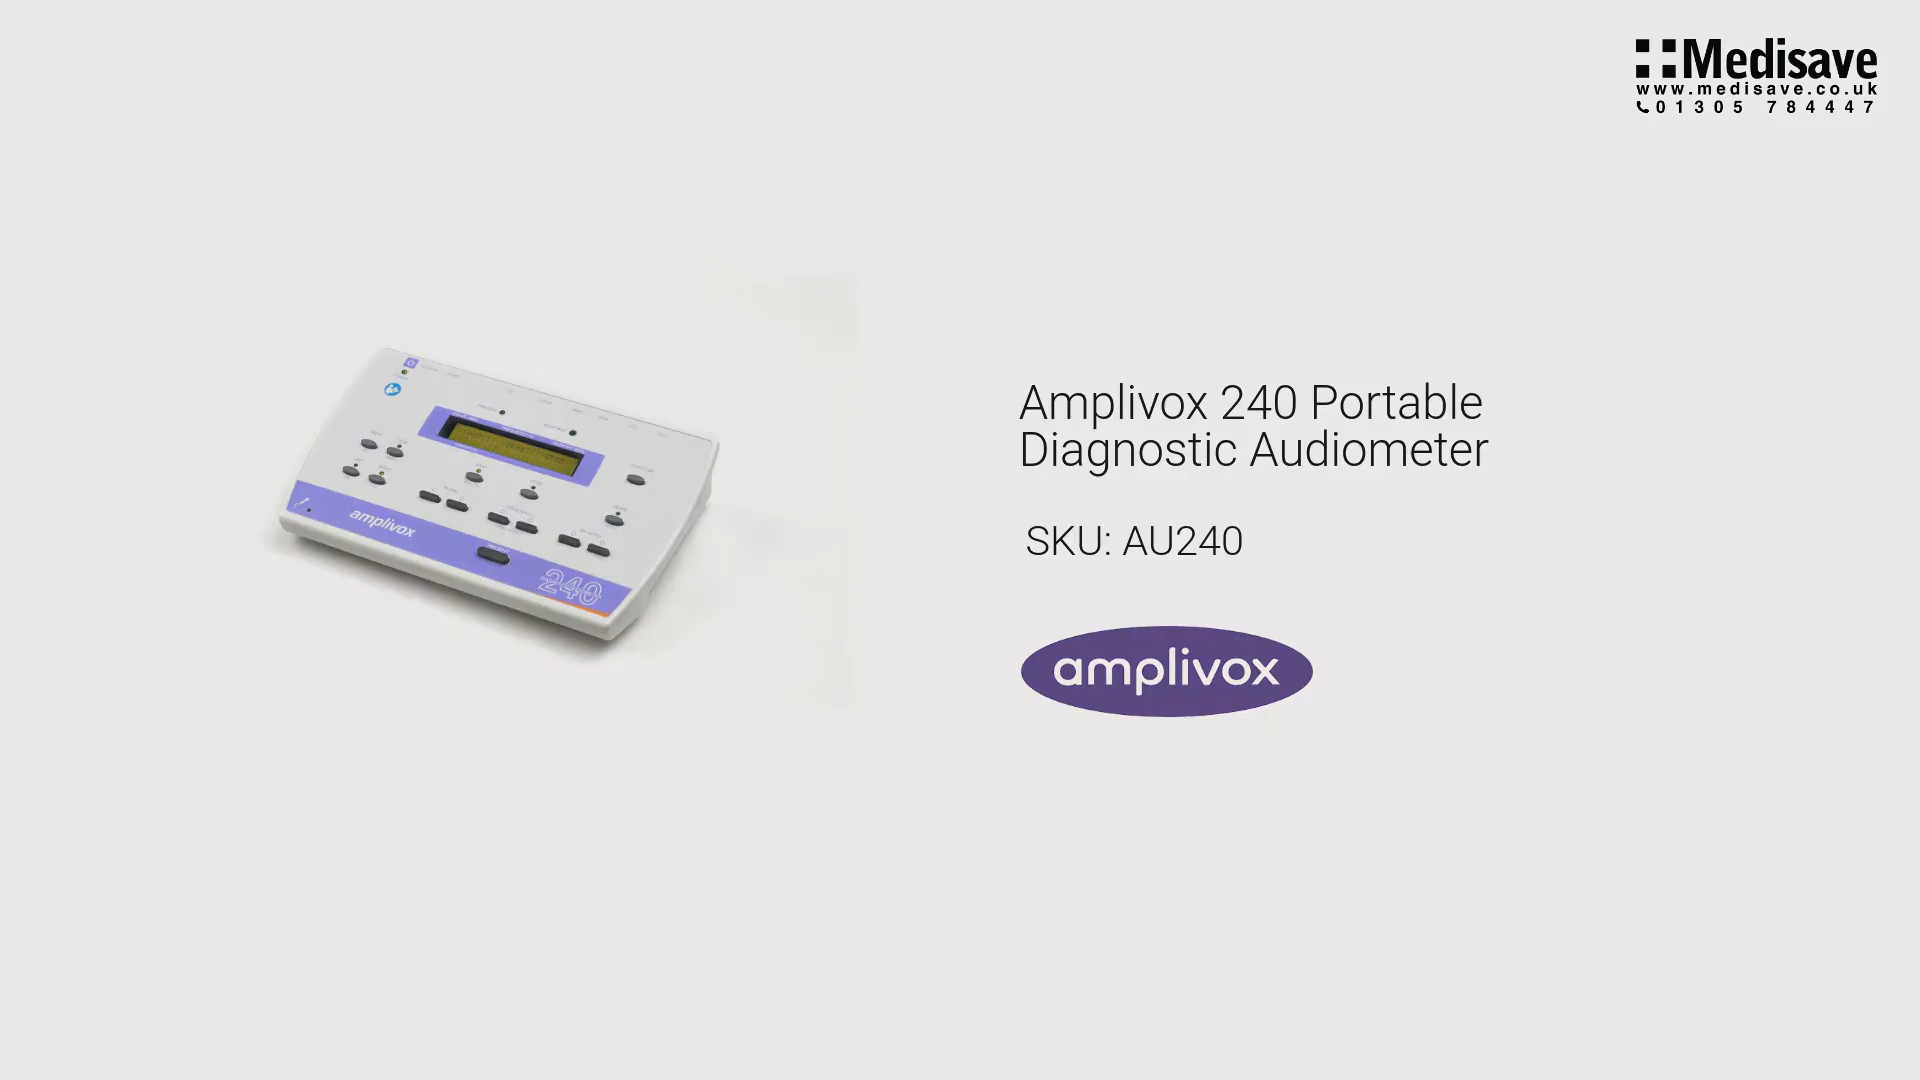 Medisave
www.medisave.co.uk
01305 784447
Amplivox 240 Portable
Diagnostic Audiometer
SKU: AU240
amplivox
amplivox
240